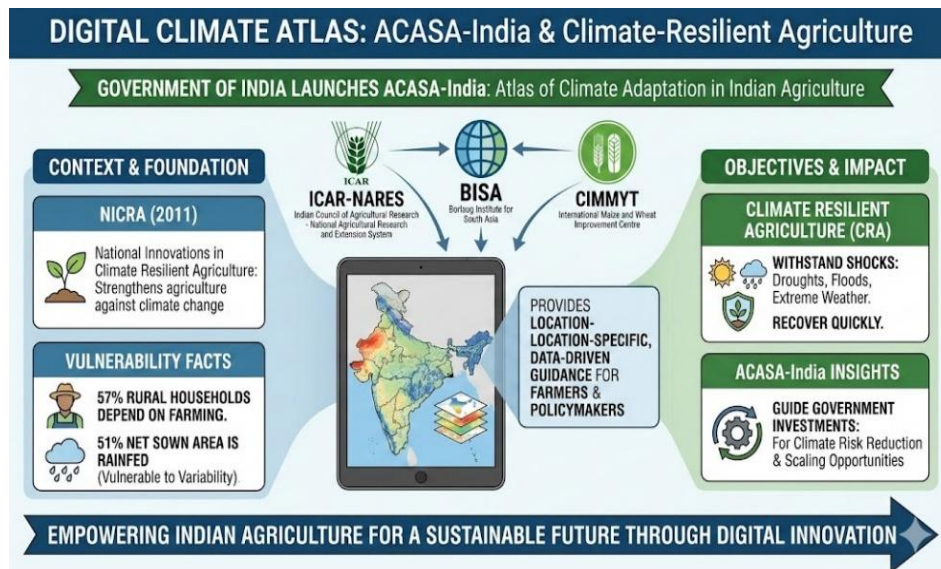 DIGITAL CLIMATE ATLAS: ACASA-India & Climate-Resilient Agriculture
GOVERNMENT OF INDIA LAUNCHES ACASA-India: Atlas of Climate Adaptation in Indian Agriculture
CONTEXT & FOUNDATION
NICRA (2011)
National Innovations in
Climate Resilient Agriculture:
Strengthens agriculture
against climate change
VULNERABILITY FACTS
57% RURAL HOUSEHOLDS
DEPEND ON FARMING.
51% NET SOWN AREA IS
RAINFED
(Vulnerable to Variability)
ICAR
ICAR-NARES
Indian Council of Agricultural Research
- National Agricultural Research
and Extension System
BISA
Borlaug Institute for
South Asia
CIMMYT
International Maize and Wheat
Improvement Centre
PROVIDES
LOCATION-
LOCATION-SPECIFIC,
DATA-DRIVEN
GUIDANCE FOR
FARMERS &
POLICYMAKERS
OBJECTIVES & IMPACT
CLIMATE RESILIENT
AGRICULTURE (CRA)
WITHSTAND SHOCKS:
Droughts, Floods,
Extreme Weather.
RECOVER QUICKLY.
ACASA-India INSIGHTS
GUIDE GOVERNMENT
INVESTMENTS:
For Climate Risk Reduction
& Scaling Opportunities
EMPOWERING INDIAN AGRICULTURE FOR A SUSTAINABLE FUTURE THROUGH DIGITAL INNOVATION